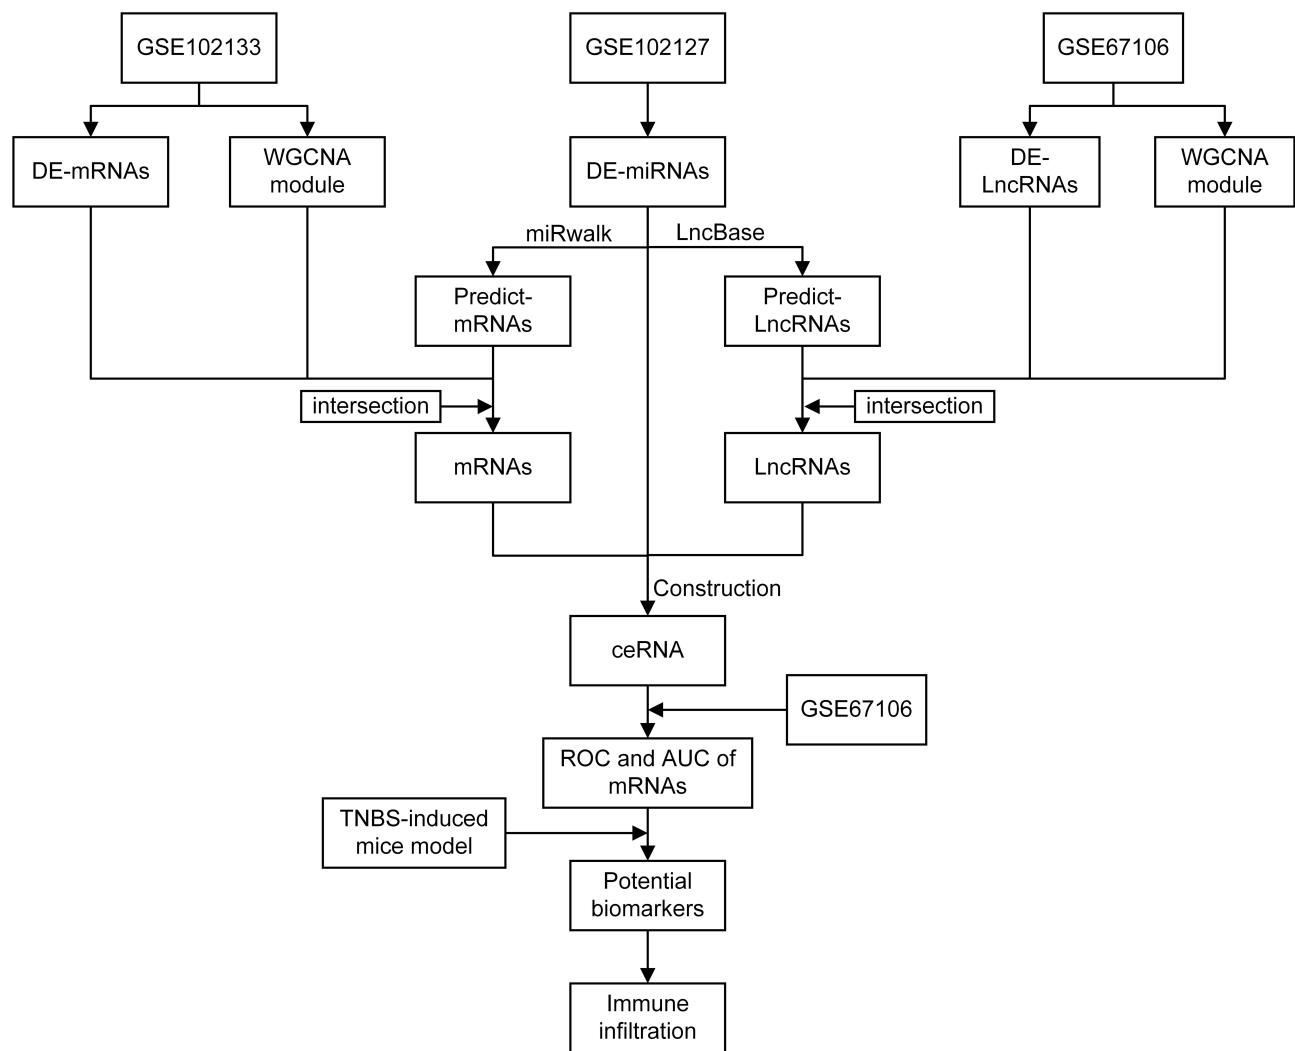 GSE102133
GSE102127
GSE67106
DE-mRNAs
WGCNA
module
DE-miRNAs
DE-
LncRNAs
WGCNA
module
miRwalk
LncBase
Predict-
mRNAs
Predict-
LncRNAs
intersection
intersection
mRNAs
LncRNAs
Construction
ceRNA
GSE67106
ROC and AUC of
mRNAs
TNBS-induced
mice model
Potential
biomarkers
Immune
infiltration